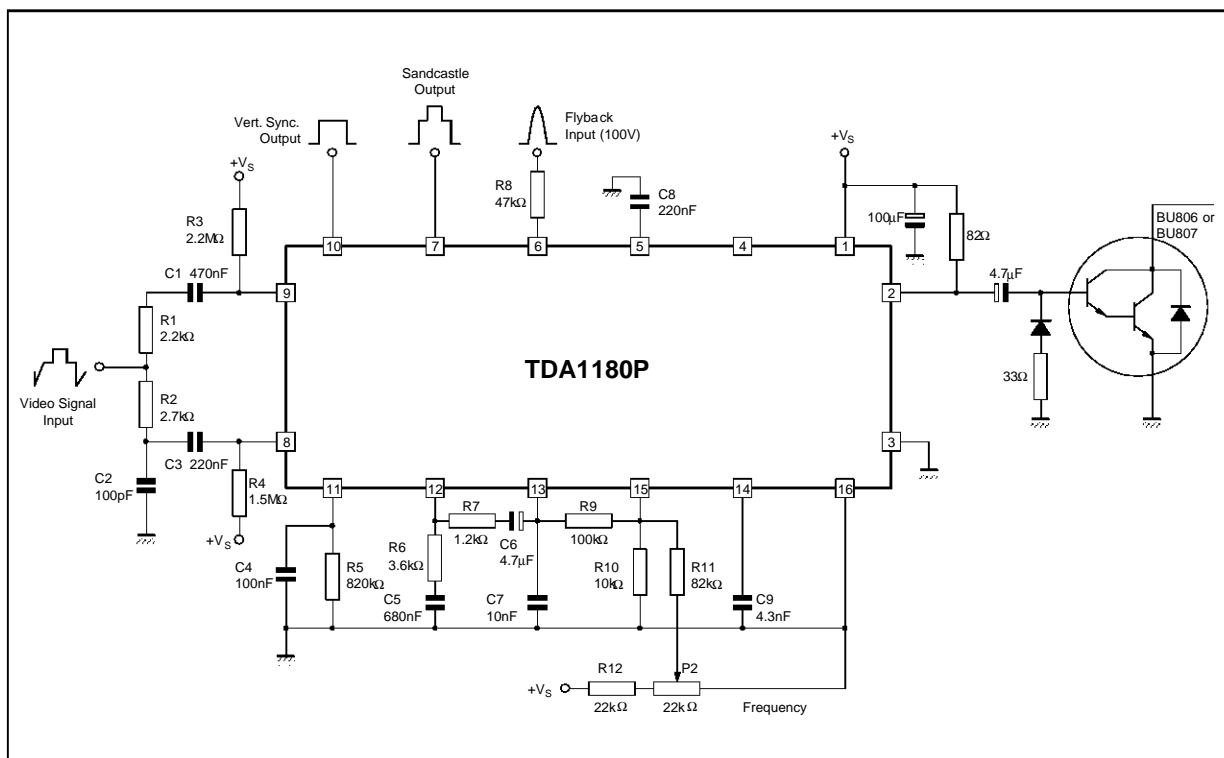 Sandcastle
Output
Vert. Sync.
Output
Flyback
Input (100V)
+VS
+VS
R8
47kΩ
C8
220nF
R3
2.2MΩ
100µF
82Ω
BU806 or
BU807
10
7
6
5
4
1
C1 470nF
4.7µF
9
2
R1
2.2kΩ
TDA1180P
Video Signal
Input
33Ω
R2
2.7kΩ
8
3
C3 220nF
C2
100pF
R4
1.5MΩ
11
12
13
15
14
16
+VS
R7
1.2kΩ
C6
4.7µF
R9
100kΩ
R6
3.6kΩ
C4
100nF
R5
820kΩ
R10
10kΩ
R11
82kΩ
C5
680nF
C7
10nF
C9
4.3nF
R12
P2
+VS
22kΩ
22kΩ
Frequency